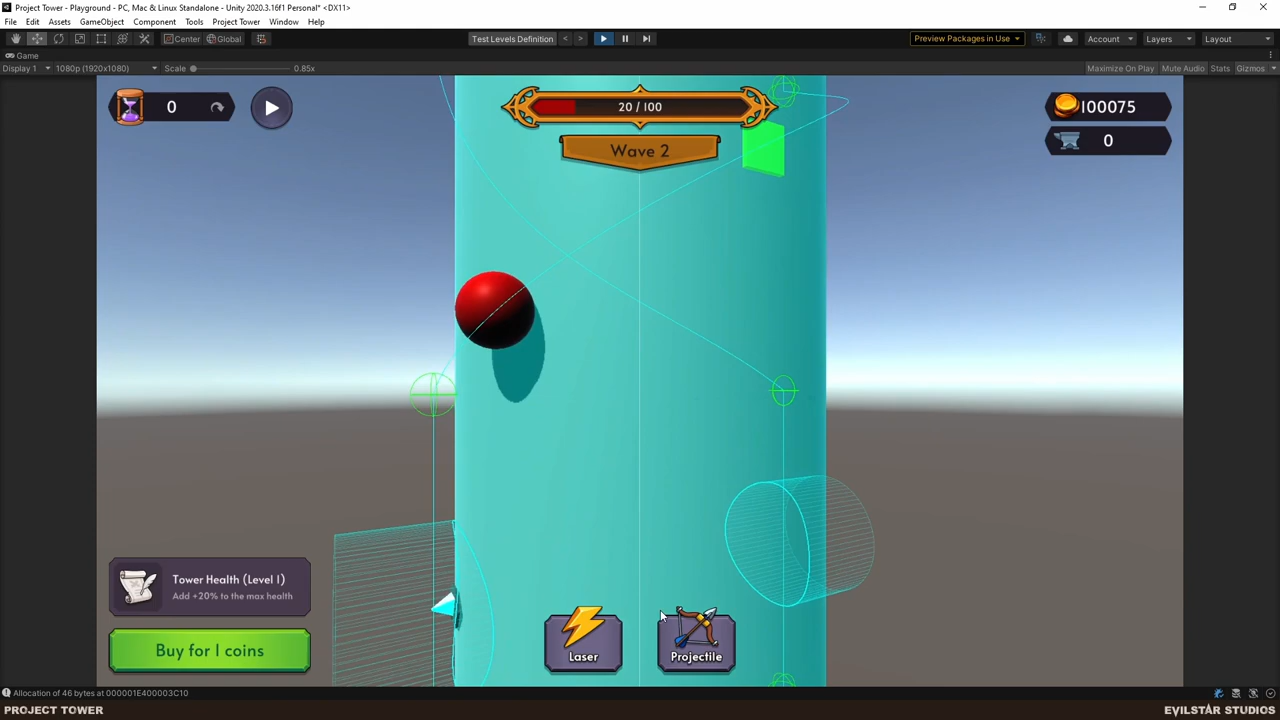 Project Tower - Playground - PC, Mac & Linux Standalone - Unity 2020.3.16f1 Personal* <DX11>
File Edit Assets GameObject Component Tools Project Tower Window Help
Center Global Test Levels Definition < > Preview Packages in Use Account Layers Layout
Game
Display 1 1080p (1920x1080) Scale 0.85x Maximize On Play Mute Audio Stats Gizmos
0 20 / 100 100075
Wave 2 0
Tower Health (Level 1)
Add +20% to the max health
Buy for 1 coins
Laser Projectile
Allocation of 46 bytes at 000001E400003C10
PROJECT TOWER EVILSTAR STUDIOS